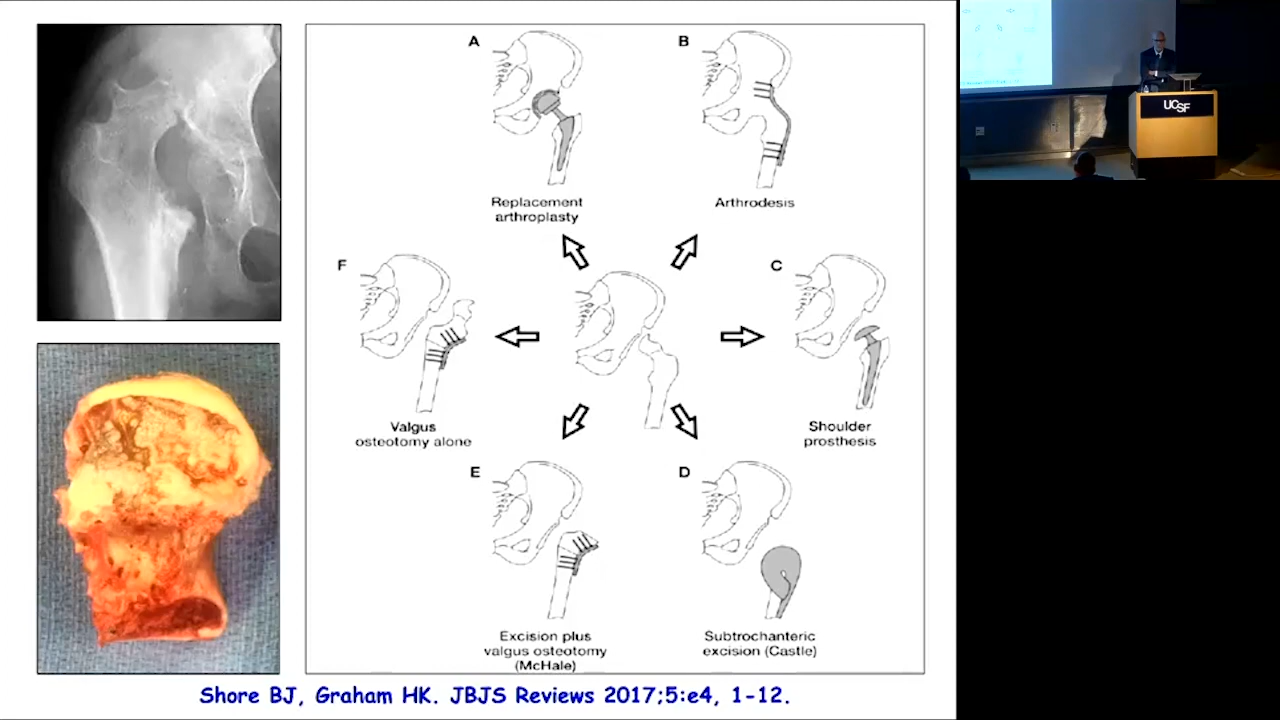 A
B
Replacement
arthroplasty
Arthrodesis
F
C
Valgus
osteotomy alone
Shoulder
prosthesis
E
D
Excision plus
valgus osteotomy
(McHale)
Subtrochanteric
excision (Castle)
Shore BJ, Graham HK. JBJS Reviews 2017;5:e4, 1-12.
UCSF